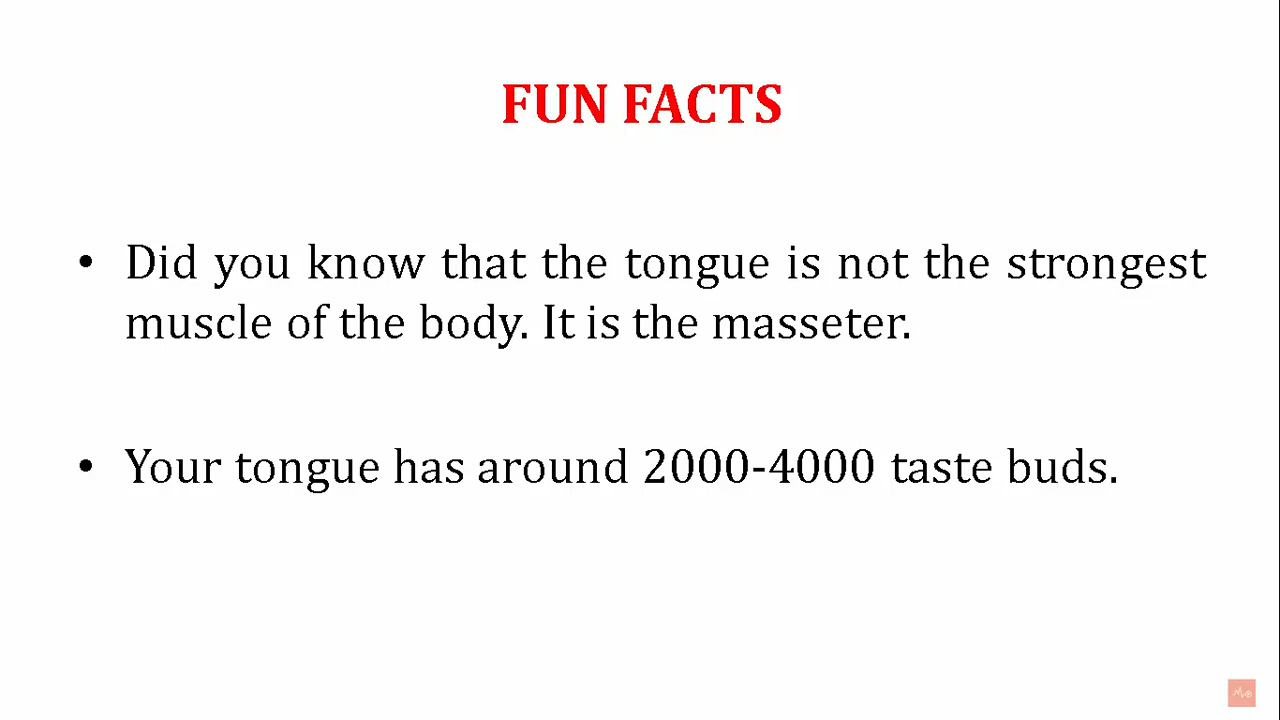 FUN FACTS
• Did you know that the tongue is not the strongest
muscle of the body. It is the masseter.
• Your tongue has around 2000-4000 taste buds.